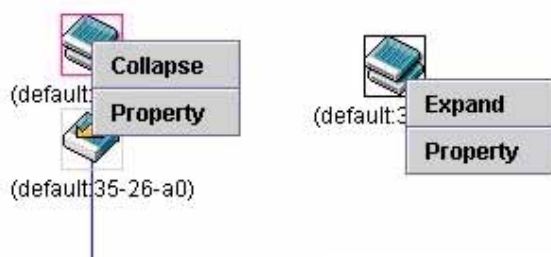 Collapse
(default:
Property
(default:35-26-a0)
Expand
(default:3
Property